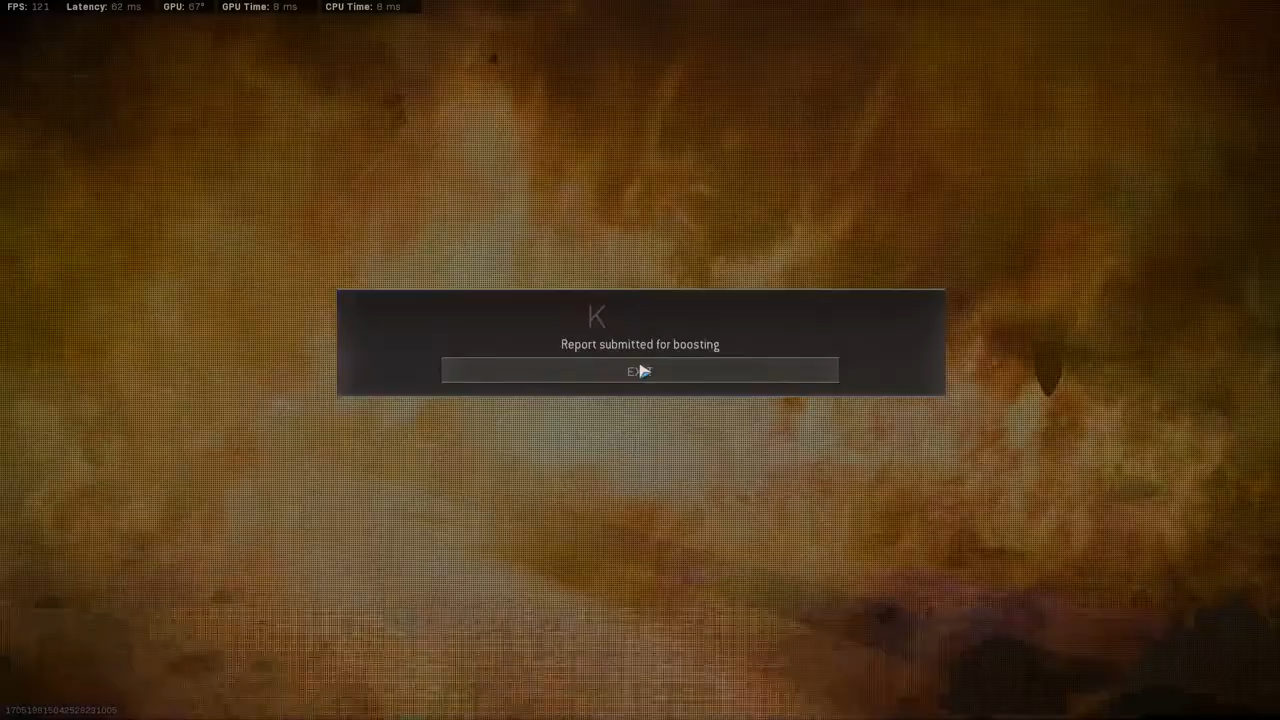 FPS: 121 Latency: 62 ms GPU: 67° GPU Time: 8 ms CPU Time: 8 ms
K
Report submitted for boosting
EXIT